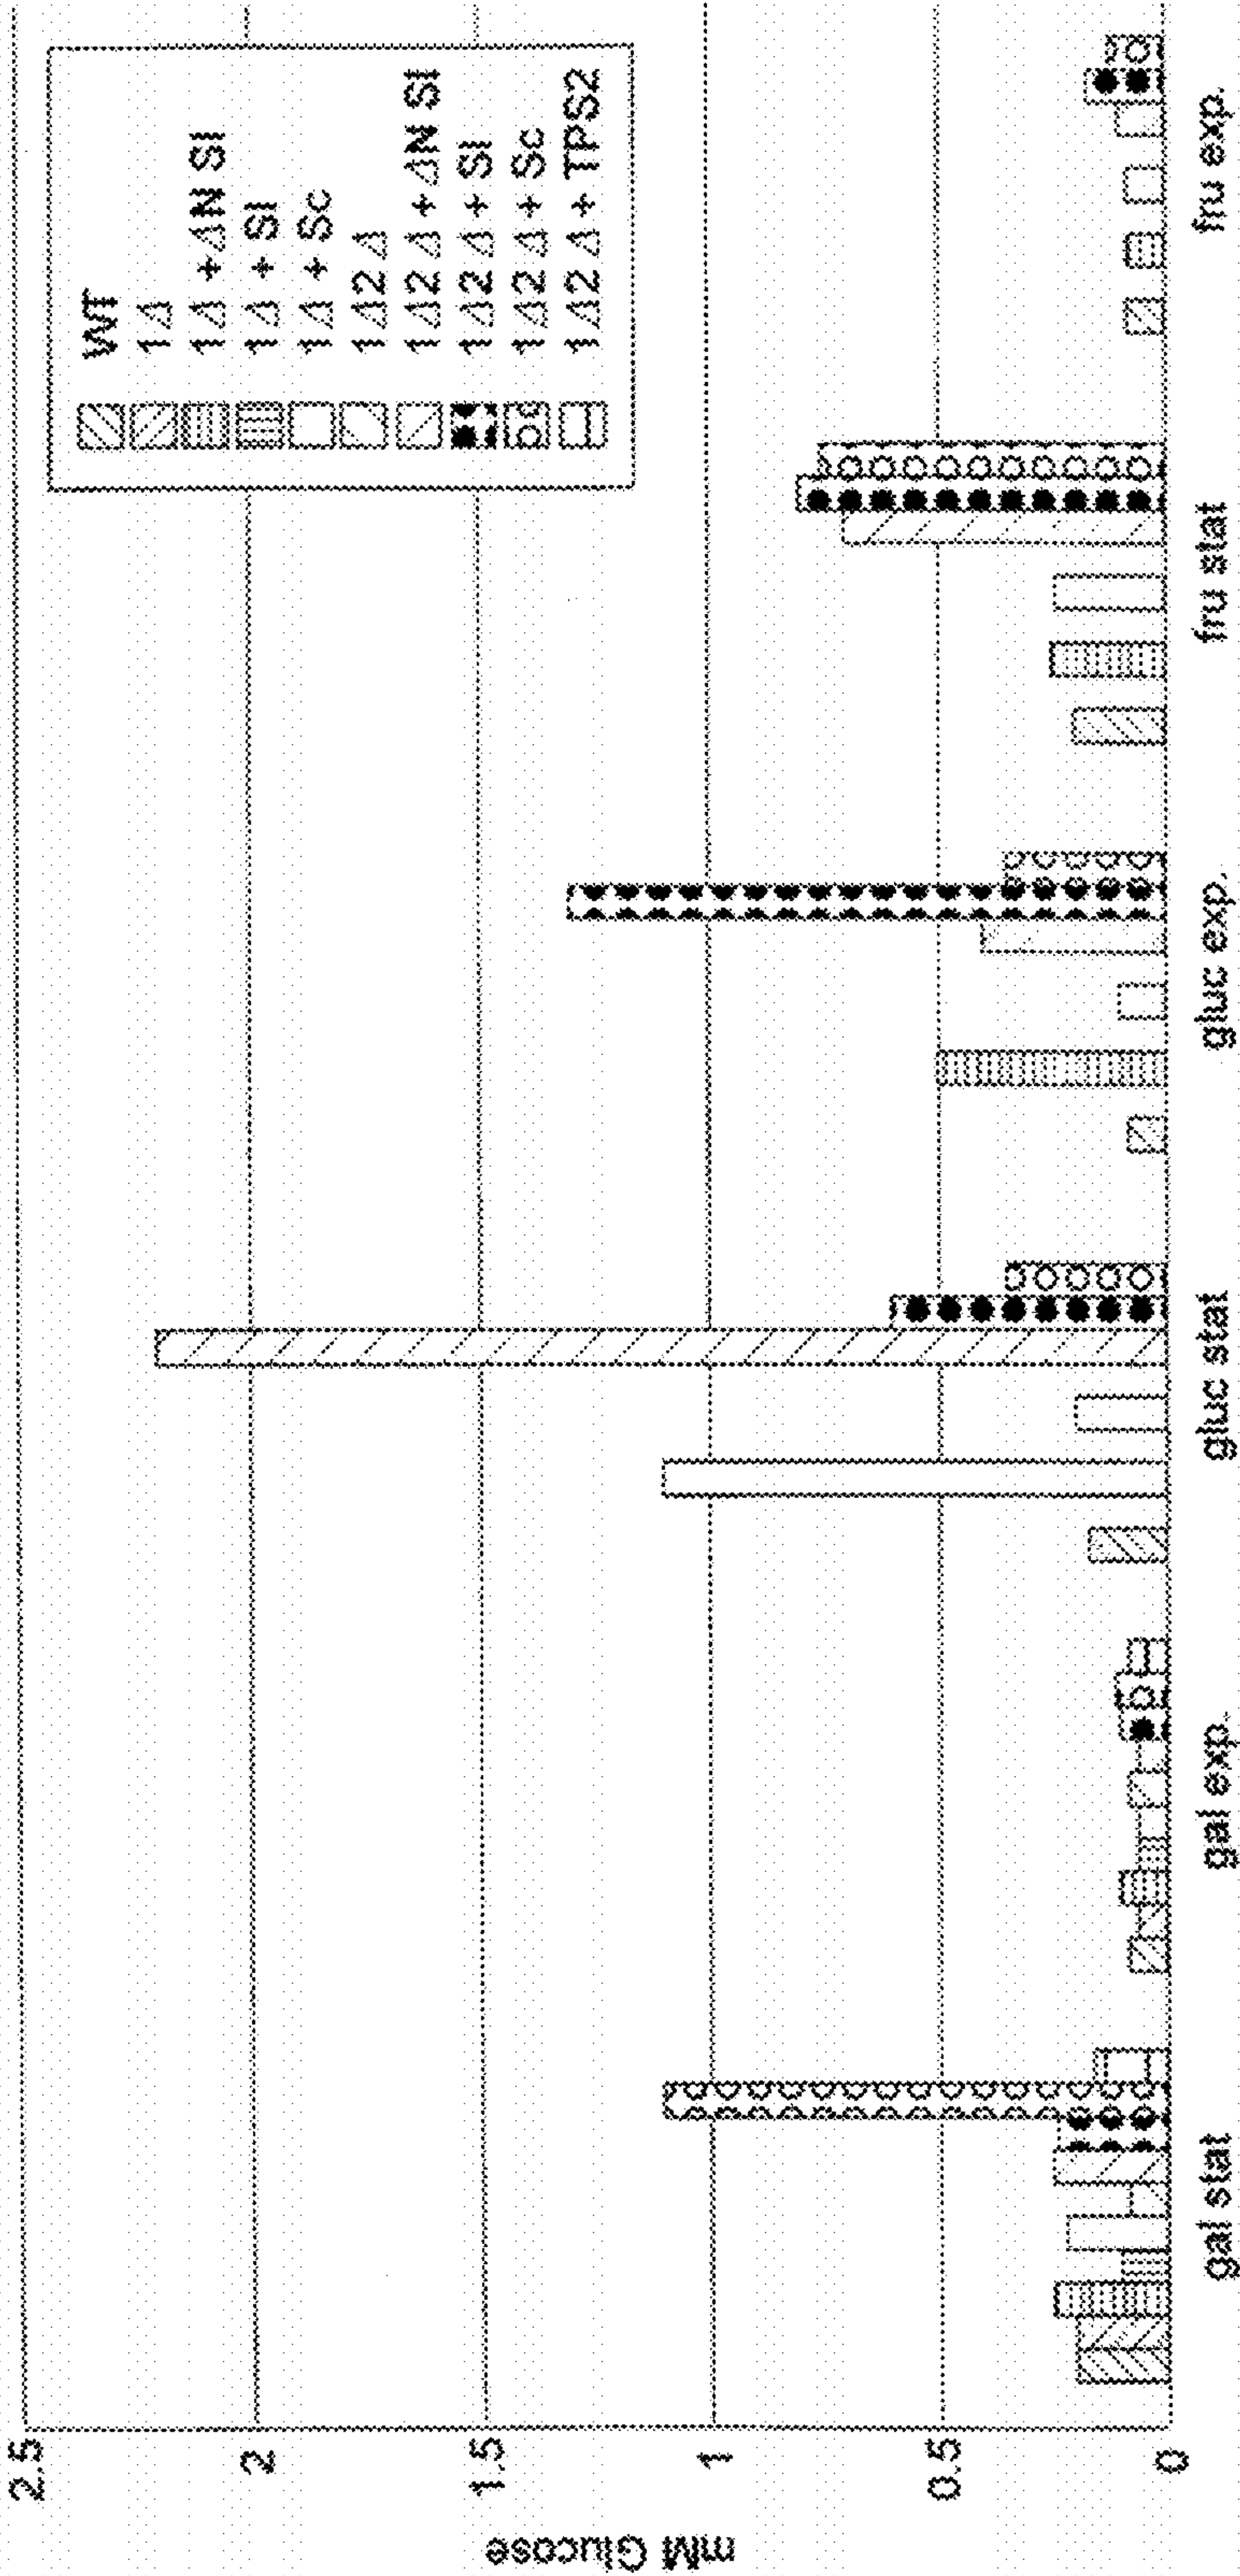 mM Glucose
2.5
2
1.5
1
0.5
0
WT
1Δ
1Δ +ΔN Sl
1Δ + Sl
1Δ + Sc
1Δ2Δ
1Δ2Δ +ΔN Sl
1Δ2Δ + Sl
1Δ2Δ + Sc
1Δ2Δ + TPS2
gal stat
gal exp.
gluc stat
gluc exp.
fru stat
fru exp.